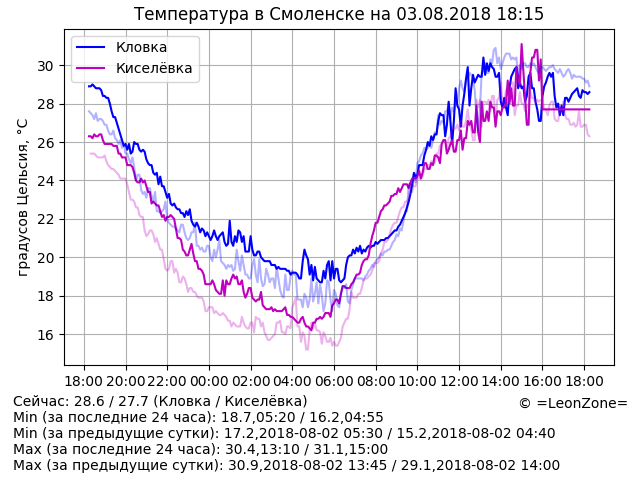 Температура в Смоленске на 03.08.2018 18:15
Кловка
Киселёвка
градусов Цельсия, °C
30
28
26
24
22
20
18
16
18:00 20:00 22:00 00:00 02:00 04:00 06:00 08:00 10:00 12:00 14:00 16:00 18:00
Сейчас: 28.6 / 27.7 (Кловка / Киселёвка)
© =LeonZone=
Min (за последние 24 часа): 18.7,05:20 / 16.2,04:55
Min (за предыдущие сутки): 17.2,2018-08-02 05:30 / 15.2,2018-08-02 04:40
Max (за последние 24 часа): 30.4,13:10 / 31.1,15:00
Max (за предыдущие сутки): 30.9,2018-08-02 13:45 / 29.1,2018-08-02 14:00